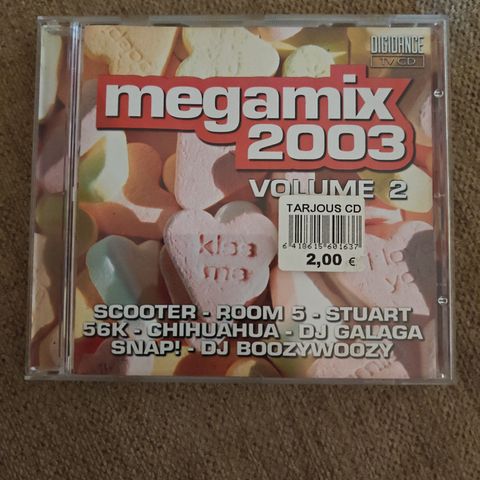 DIGIDANCE
TV CD
megamix
2003
VOLUME 2
TARJOUS CD
6 418615 601637
2,00 €
kiss
me
SCOOTER - ROOM 5 - STUART
56K - CHIHUAHUA - DJ GALAGA
SNAP! - DJ BOOZYWOOZY